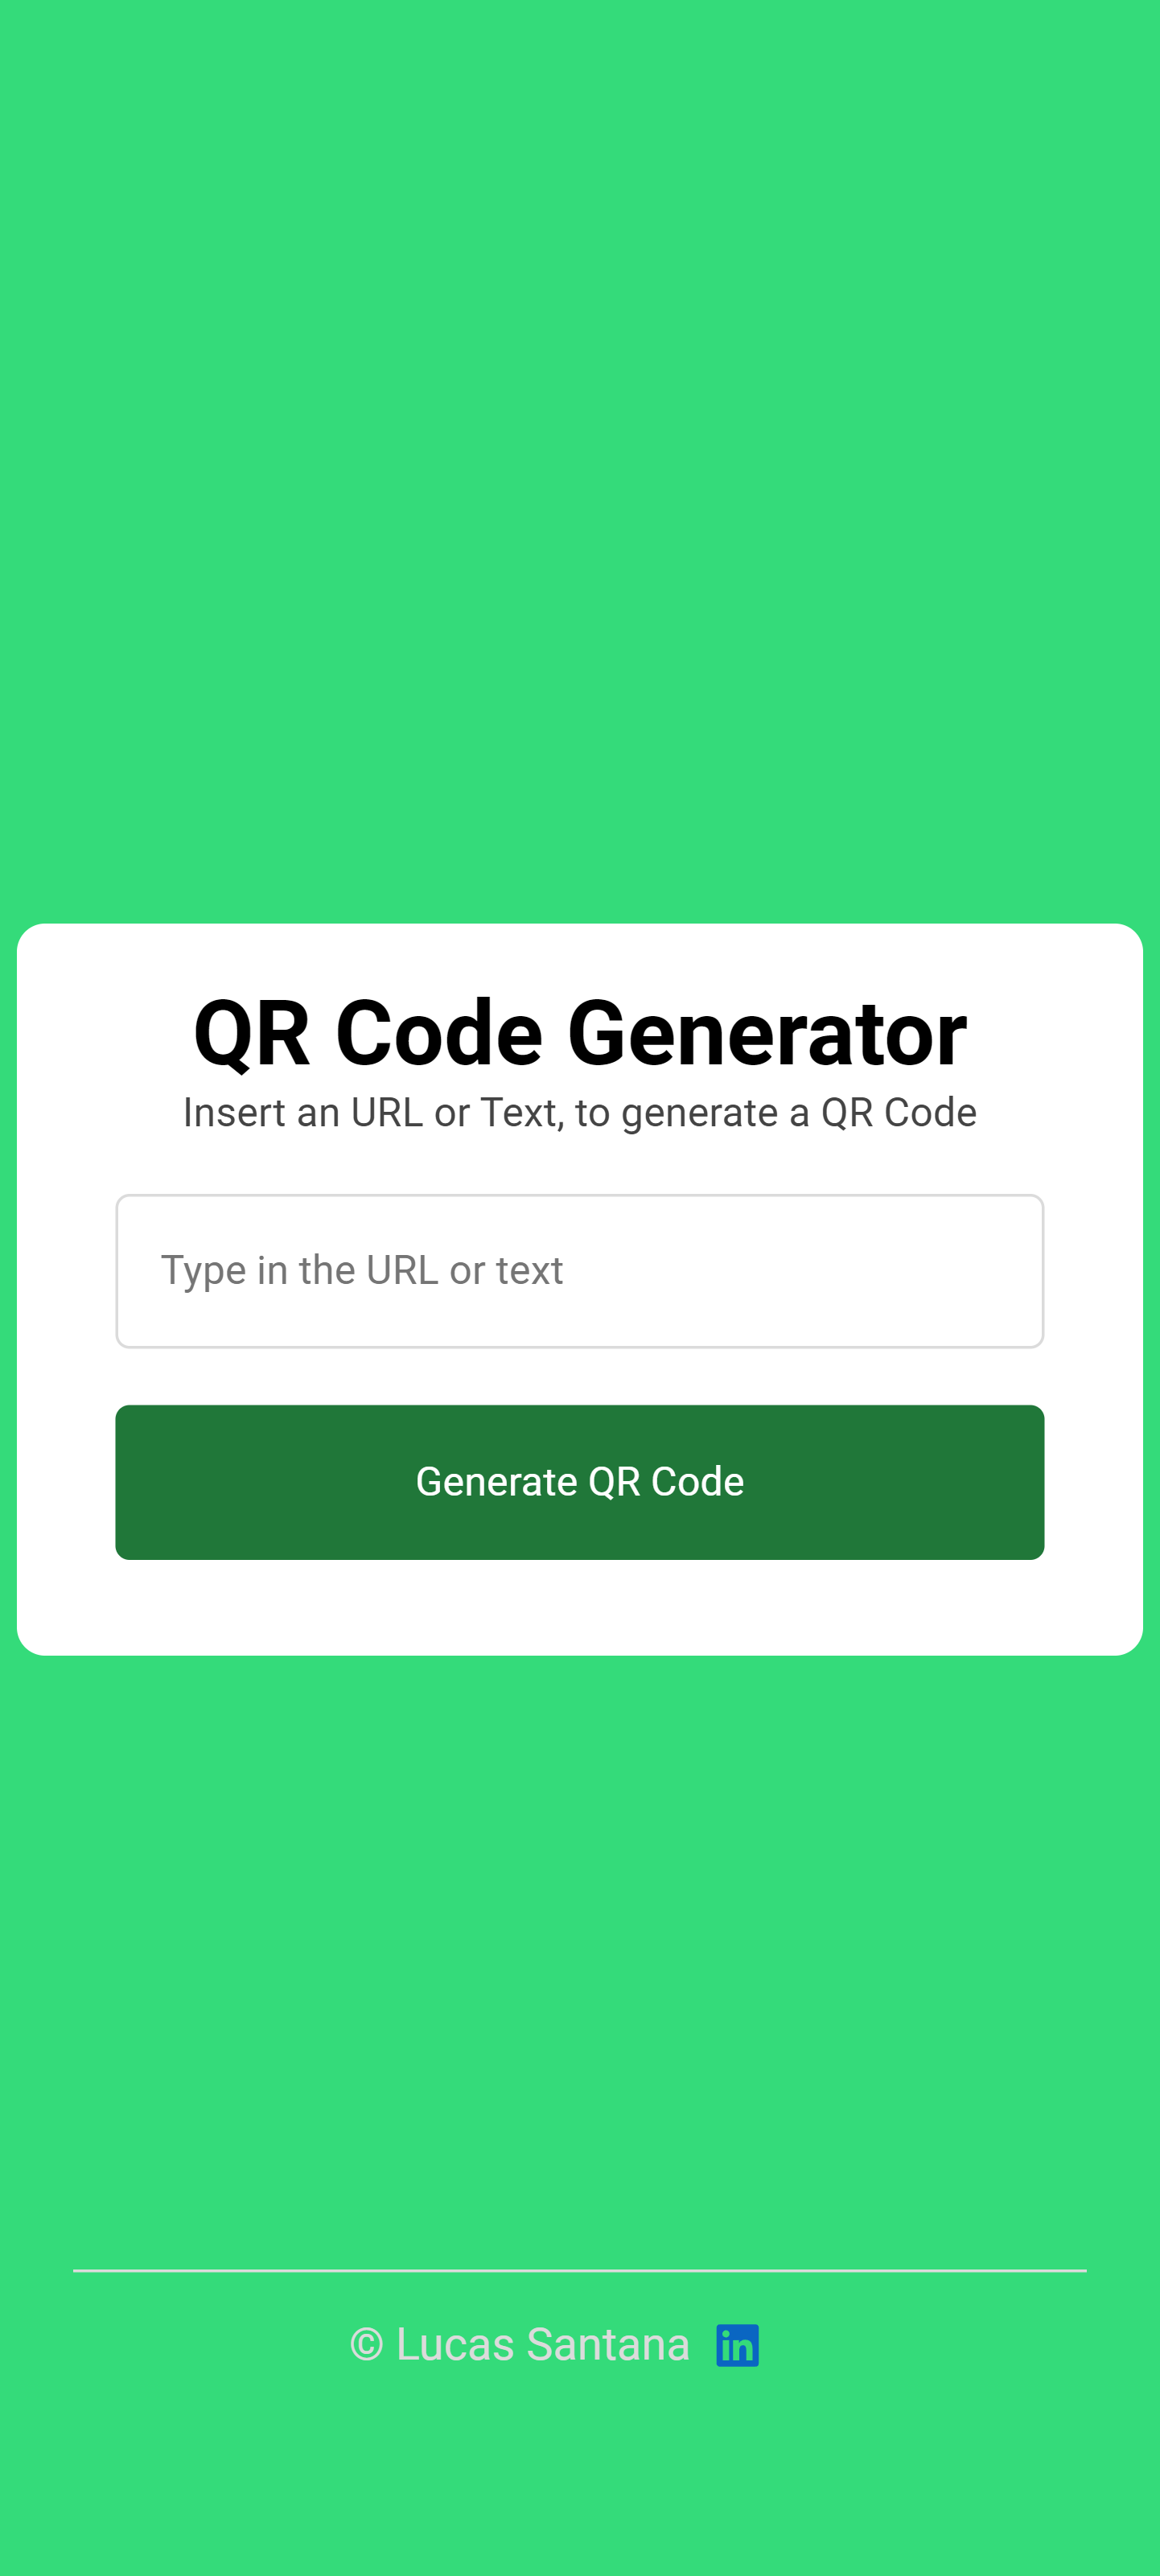 QR Code Generator
Insert an URL or Text, to generate a QR Code
Type in the URL or text
Generate QR Code
© Lucas Santana in